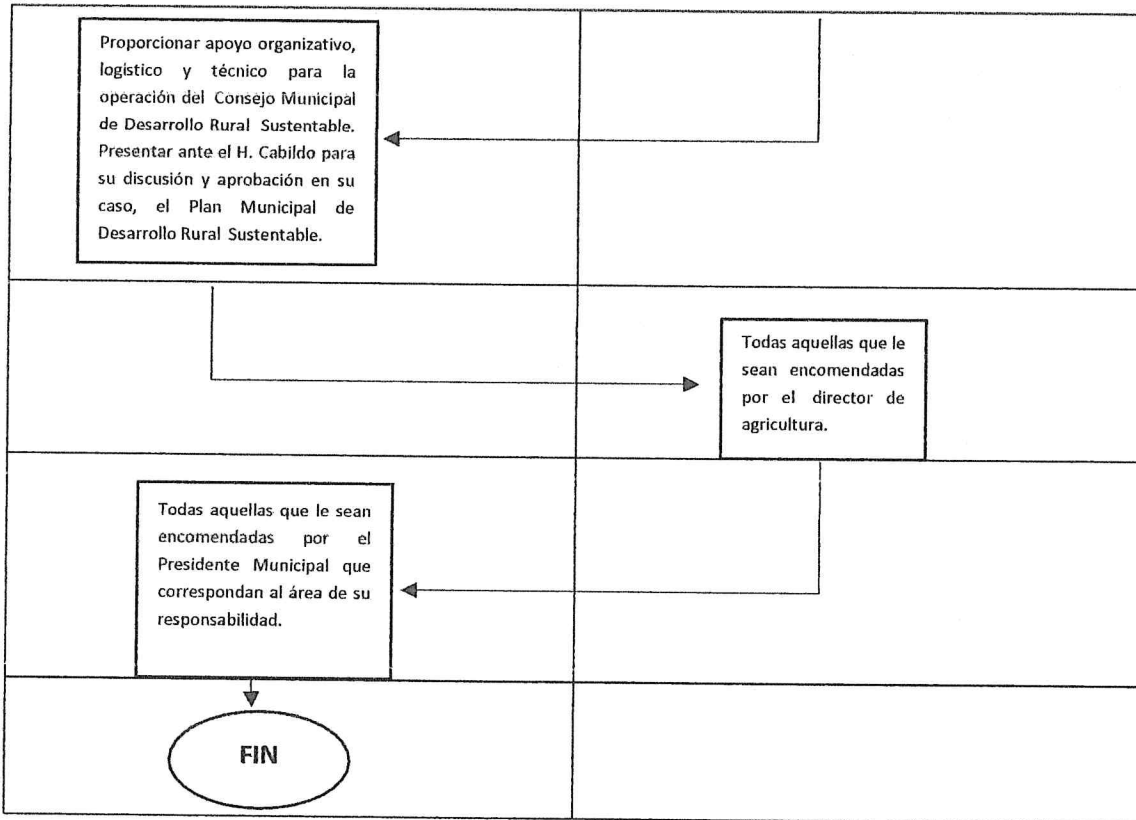 Proporcionar apoyo organizativo,
logístico y técnico para la
operación del Consejo Municipal
de Desarrollo Rural Sustentable.
Presentar ante el H. Cabildo para
su discusión y aprobación en su
caso, el Plan Municipal de
Desarrollo Rural Sustentable.
Todas aquellas que le
sean encomendadas
por el director de
agricultura.
Todas aquellas que le sean
encomendadas por el
Presidente Municipal que
correspondan al área de su
responsabilidad.
FIN